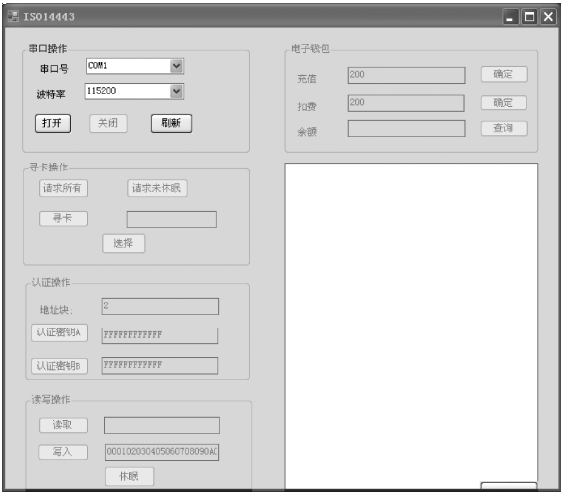 ISO14443
串口操作
串口号 COM1
波特率 115200
打开 关闭 刷新
寻卡操作
请求所有 请求未休眠
寻卡
选择
认证操作
地址块: 2
认证密钥A FFFFFFFFFFFF
认证密钥B FFFFFFFFFFFF
读写操作
读取
写入 000102030405060708090A0
休眠
电子钱包
充值 200 确定
扣费 200 确定
余额 查询